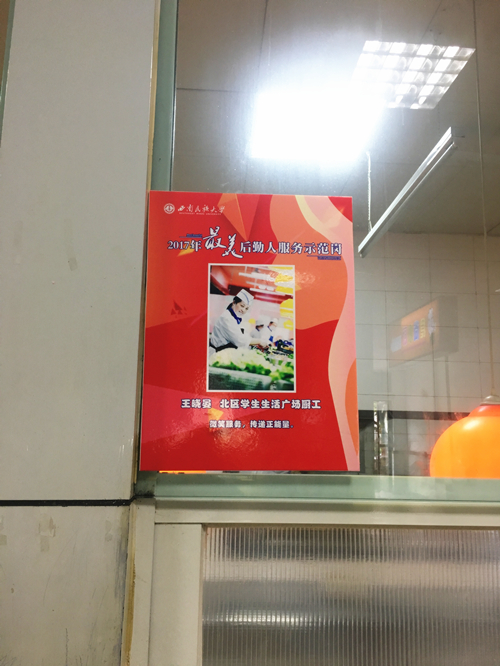 西南民族大学
2017年最美后勤人服务示范岗
王晓晏 北区学生生活广场厨工
微笑服务，传递正能量